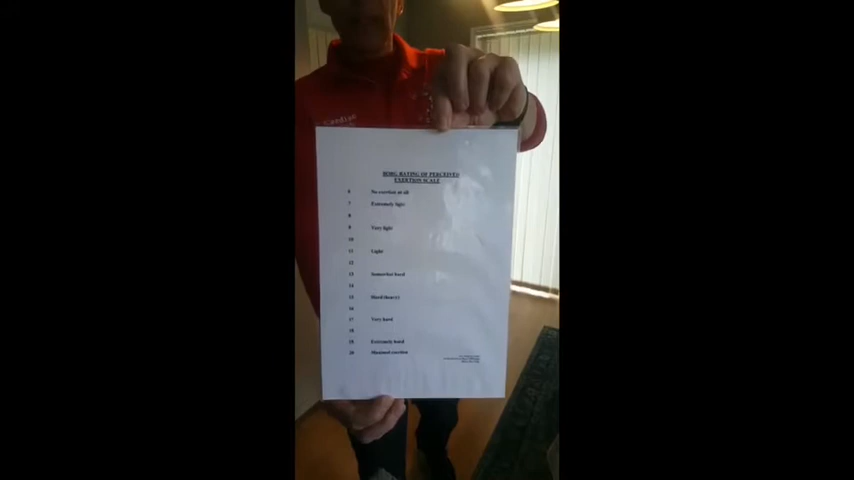 BORG RATING OF PERCEIVED
EXERTION SCALE
6 No exertion at all
7 Extremely light
8
9 Very light
10
11 Light
12
13 Somewhat hard
14
15 Hard (heavy)
16
17 Very hard
18
19 Extremely hard
20 Maximal exertion